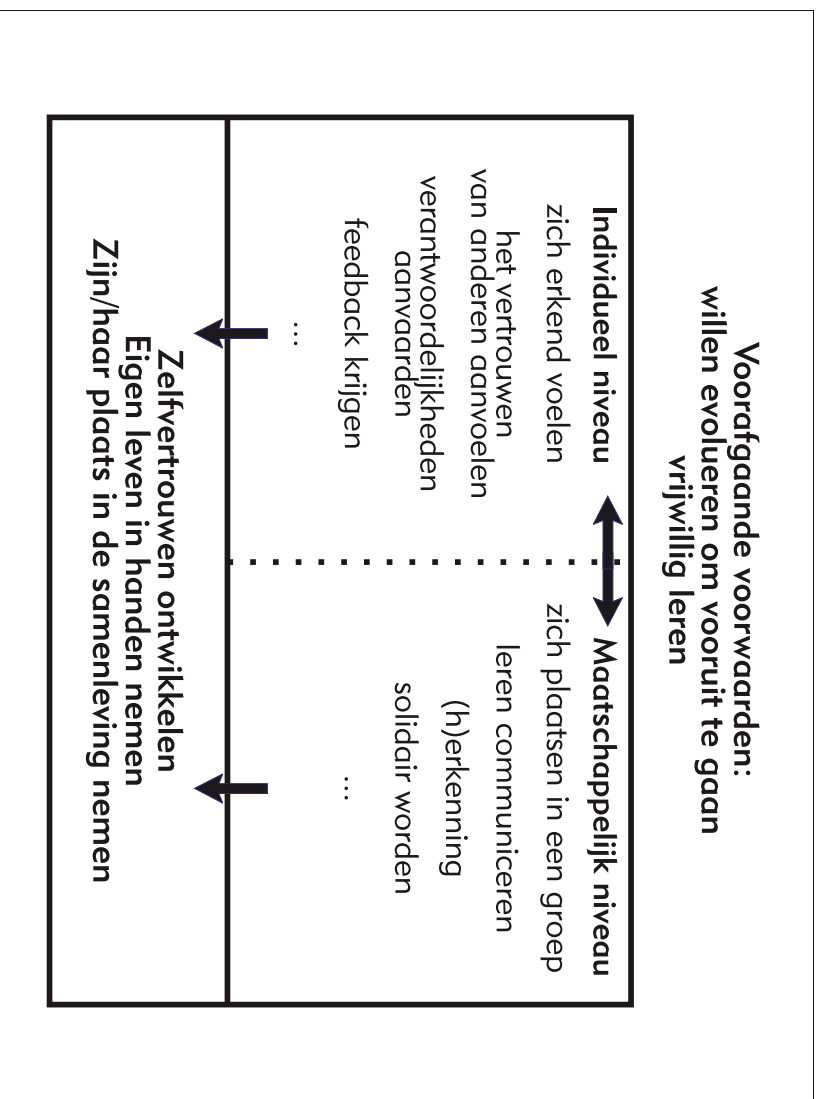 Voorafgaande voorwaarden:
willen evolueren om vooruit te gaan
vrijwillig leren
Individueel niveau
zich erkend voelen
het vertrouwen
van anderen aanvoelen
verantwoordelijkheden
aanvaarden
feedback krijgen
...
Maatschappelijk niveau
zich plaatsen in een groep
leren communiceren
(h)erkenning
solidair worden
...
Zelfvertrouwen ontwikkelen
Eigen leven in handen nemen
Zijn/haar plaats in de samenleving nemen